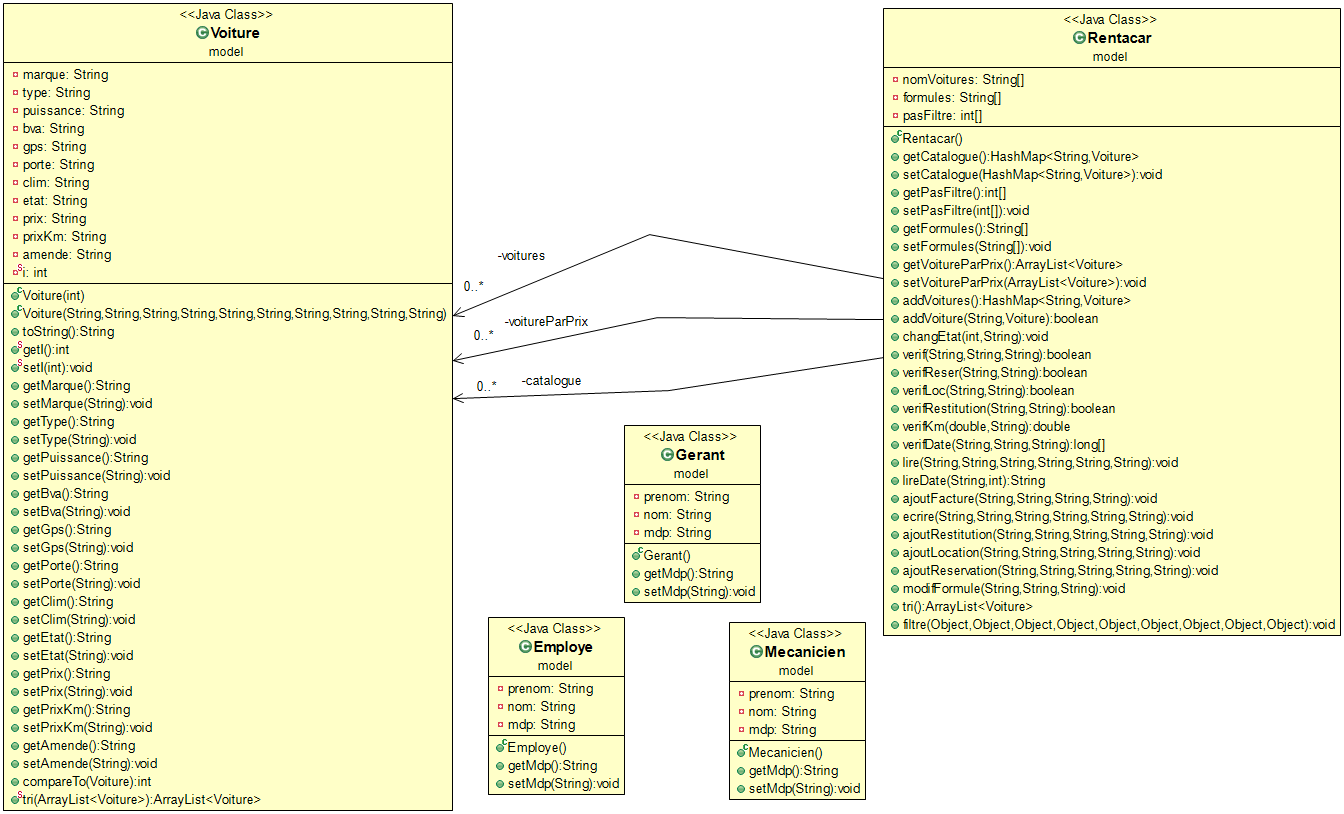 <<Java Class>>
Voiture
model
marque: String
type: String
puissance: String
bva: String
gps: String
porte: String
clim: String
etat: String
prix: String
prixKm: String
amende: String
i: int
Voiture(int)
Voiture(String,String,String,String,String,String,String,String,String,String)
toString():String
getI():int
setI(int):void
getMarque():String
setMarque(String):void
getType():String
setType(String):void
getPuissance():String
setPuissance(String):void
getBva():String
setBva(String):void
getGps():String
setGps(String):void
getPorte():String
setPorte(String):void
getClim():String
setClim(String):void
getEtat():String
setEtat(String):void
getPrix():String
setPrix(String):void
getPrixKm():String
setPrixKm(String):void
getAmende():String
setAmende(String):void
compareTo(Voiture):int
tri(ArrayList<Voiture>):ArrayList<Voiture>
-voitures
0..*
-voitureParPrix
0..*
-catalogue
0..*
<<Java Class>>
Gerant
model
prenom: String
nom: String
mdp: String
Gerant()
getMdp():String
setMdp(String):void
<<Java Class>>
Employe
model
prenom: String
nom: String
mdp: String
Employe()
getMdp():String
setMdp(String):void
<<Java Class>>
Mecanicien
model
prenom: String
nom: String
mdp: String
Mecanicien()
getMdp():String
setMdp(String):void
<<Java Class>>
Rentacar
model
nomVoitures: String[]
formules: String[]
pasFiltre: int[]
Rentacar()
getCatalogue():HashMap<String,Voiture>
setCatalogue(HashMap<String,Voiture>):void
getPasFiltre():int[]
setPasFiltre(int[]):void
getFormules():String[]
setFormules(String[]):void
getVoitureParPrix():ArrayList<Voiture>
setVoitureParPrix(ArrayList<Voiture>):void
addVoitures():HashMap<String,Voiture>
addVoiture(String,Voiture):boolean
changEtat(int,String):void
verif(String,String,String):boolean
verifReser(String,String):boolean
verifLoc(String,String):boolean
verifRestitution(String,String):boolean
verifKm(double,String):double
verifDate(String,String,String):long[]
lire(String,String,String,String,String,String):void
lireDate(String,int):String
ajoutFacture(String,String,String,String):void
ecrire(String,String,String,String,String,String):void
ajoutRestitution(String,String,String,String,String):void
ajoutLocation(String,String,String,String,String):void
ajoutReservation(String,String,String,String,String):void
modifFormule(String,String,String):void
tri():ArrayList<Voiture>
filtre(Object,Object,Object,Object,Object,Object,Object,Object,Object):void